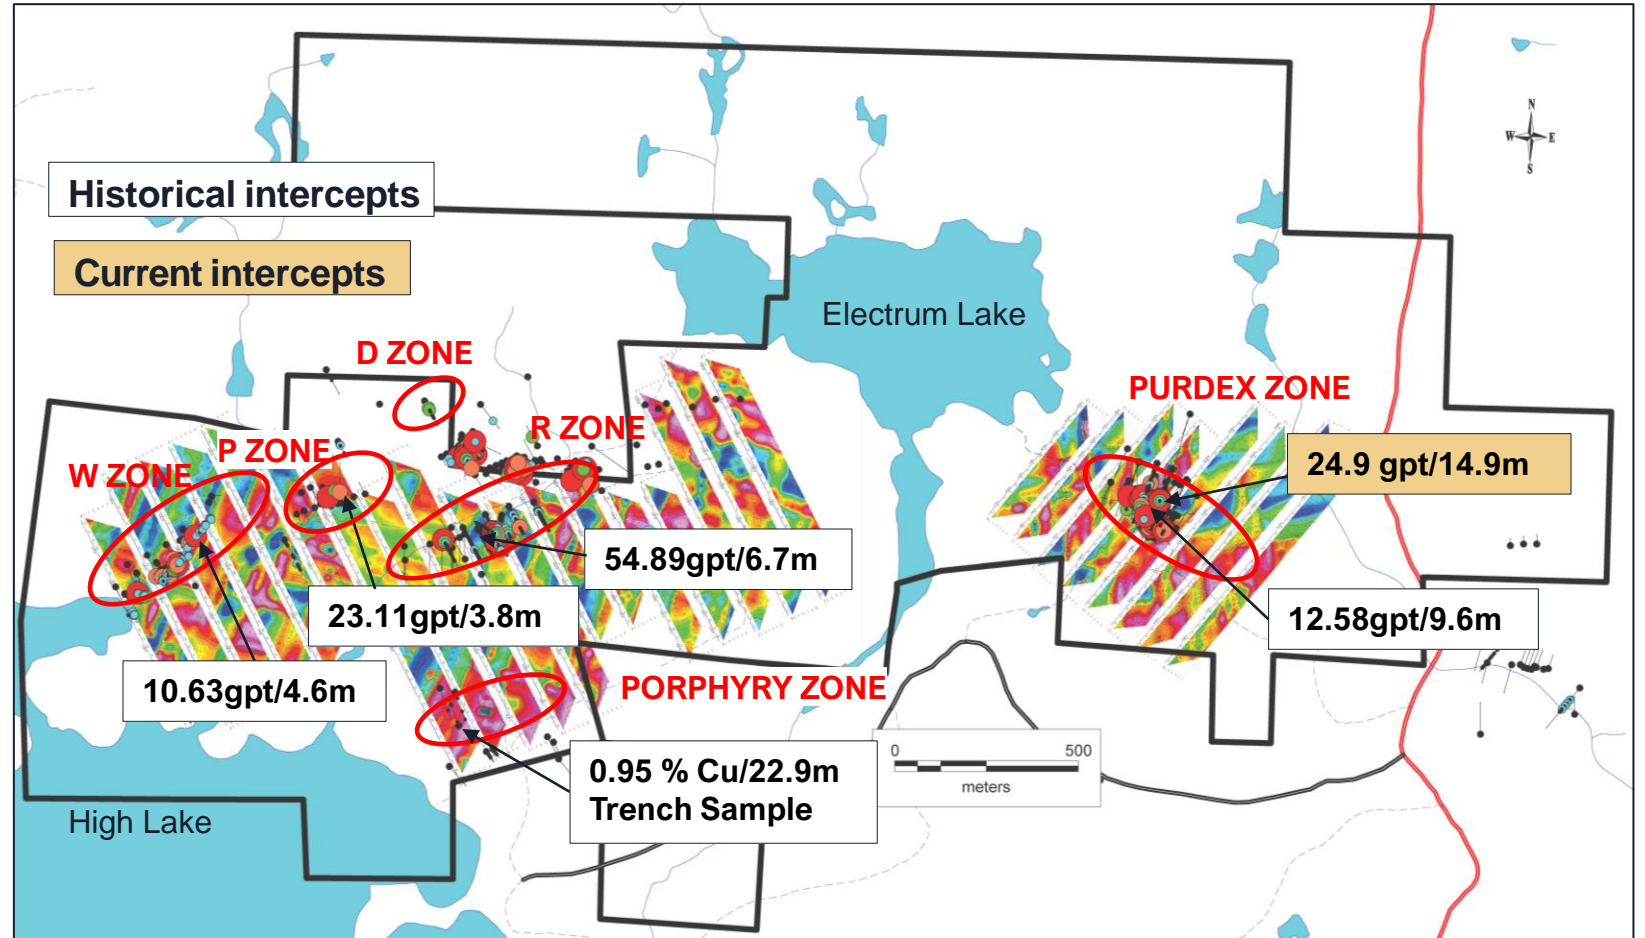 N
W E
S
Historical intercepts
Current intercepts
Electrum Lake
D ZONE
PURDEX ZONE
R ZONE
P ZONE
W ZONE
24.9 gpt/14.9m
54.89gpt/6.7m
23.11gpt/3.8m
12.58gpt/9.6m
10.63gpt/4.6m
PORPHYRY ZONE
0.95 % Cu/22.9m
Trench Sample
0 500
meters
High Lake